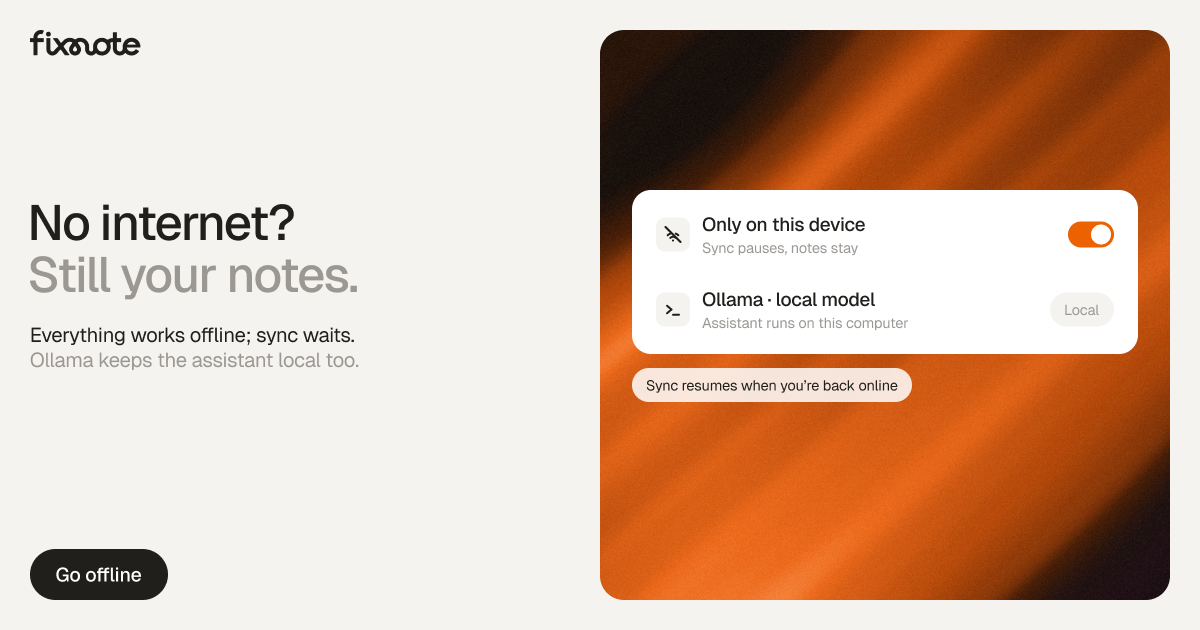 fixnote
No internet?
Still your notes.
Everything works offline; sync waits.
Ollama keeps the assistant local too.
Go offline
Only on this device
Sync pauses, notes stay
Ollama · local model
Assistant runs on this computer
Local
Sync resumes when you’re back online